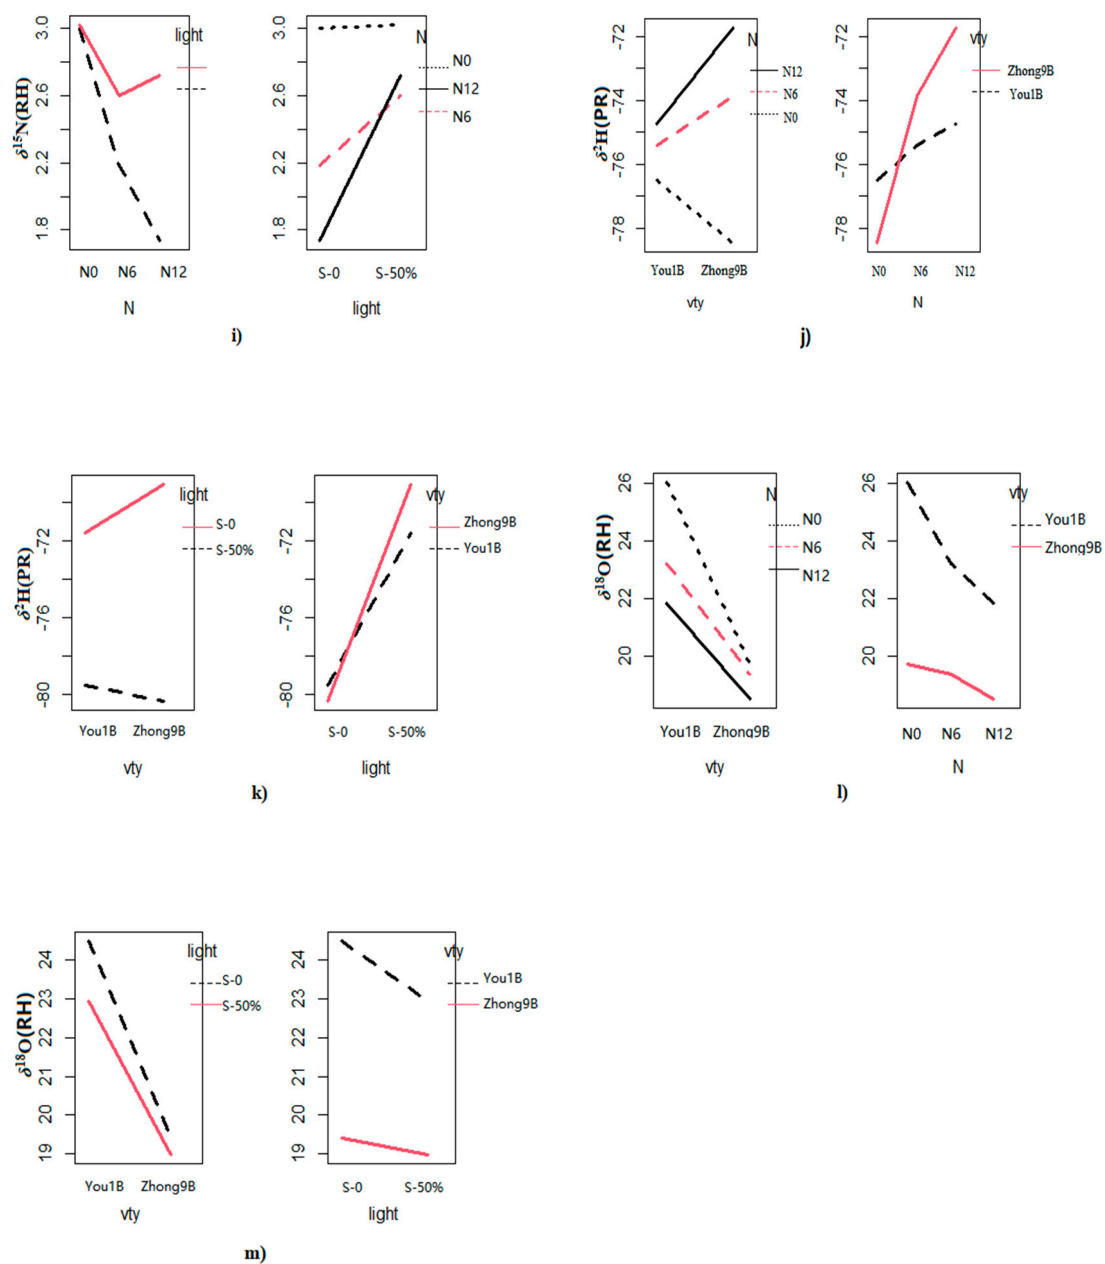 δ15N(RH)
3.0
2.6
2.2
1.8
light
N0 N6 N12
N
3.0
2.6
2.2
1.8
N
N0
N12
N6
S-0 S-50%
light
i)
δ2H(PR)
-72
-74
-76
-78
N
N12
N6
N0
You1B Zhong9B
vty
-72
-74
-76
-78
vty
Zhong9B
You1B
N0 N6 N12
N
j)
δ2H(PR)
-72
-76
-80
light
S-0
S-50%
You1B Zhong9B
vty
-72
-76
-80
vty
Zhong9B
You1B
S-0 S-50%
light
k)
δ18O(RH)
26
24
22
20
N
N0
N6
N12
You1B Zhong9B
vty
26
24
22
20
vty
You1B
Zhong9B
N0 N6 N12
N
l)
δ18O(RH)
24
23
22
21
20
19
light
S-0
S-50%
You1B Zhong9B
vty
24
23
22
21
20
19
vty
You1B
Zhong9B
S-0 S-50%
light
m)